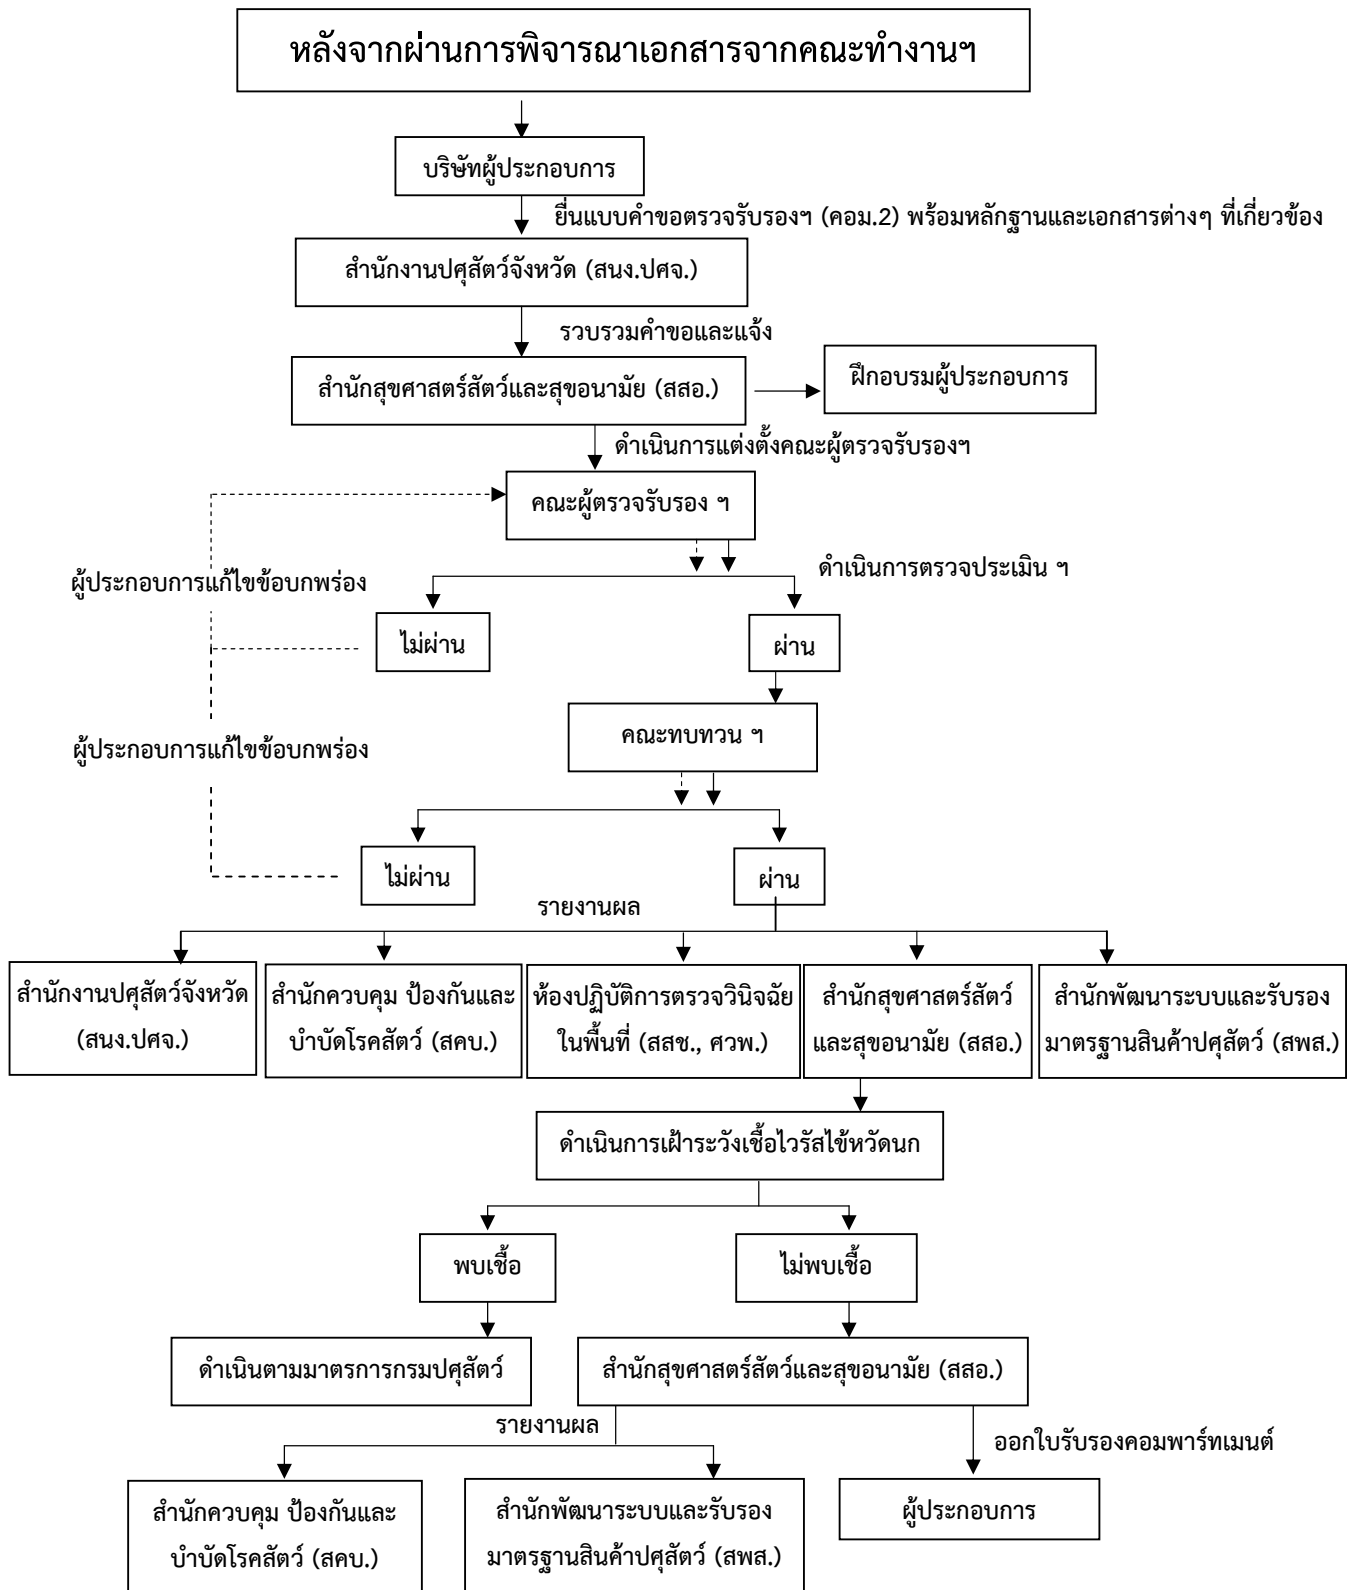 หลังจากผ่านการพิจารณาเอกสารจากคณะทำงานฯ
บริษัทผู้ประกอบการ
ยื่นแบบคำขอตรวจรับรองฯ (คอม.2) พร้อมหลักฐานและเอกสารต่างๆ ที่เกี่ยวข้อง
สำนักงานปศุสัตว์จังหวัด (สนง.ปศจ.)
รวบรวมคำขอและแจ้ง
สำนักสุขศาสตร์สัตว์และสุขอนามัย (สสอ.)
ฝึกอบรมผู้ประกอบการ
ดำเนินการแต่งตั้งคณะผู้ตรวจรับรองฯ
คณะผู้ตรวจรับรอง ฯ
ดำเนินการตรวจประเมิน ฯ
ผู้ประกอบการแก้ไขข้อบกพร่อง
ไม่ผ่าน
ผ่าน
คณะทบทวน ฯ
ผู้ประกอบการแก้ไขข้อบกพร่อง
ไม่ผ่าน
ผ่าน
รายงานผล
สำนักงานปศุสัตว์จังหวัด
(สนง.ปศจ.)
สำนักควบคุม ป้องกันและ
บำบัดโรคสัตว์ (สคบ.)
ห้องปฏิบัติการตรวจวินิจฉัย
ในพื้นที่ (สสช., ศวพ.)
สำนักสุขศาสตร์สัตว์
และสุขอนามัย (สสอ.)
สำนักพัฒนาระบบและรับรอง
มาตรฐานสินค้าปศุสัตว์ (สพส.)
ดำเนินการเฝ้าระวังเชื้อไวรัสไข้หวัดนก
พบเชื้อ
ไม่พบเชื้อ
ดำเนินตามมาตรการกรมปศุสัตว์
สำนักสุขศาสตร์สัตว์และสุขอนามัย (สสอ.)
รายงานผล
ออกใบรับรองคอมพาร์ทเมนต์
สำนักควบคุม ป้องกันและ
บำบัดโรคสัตว์ (สคบ.)
สำนักพัฒนาระบบและรับรอง
มาตรฐานสินค้าปศุสัตว์ (สพส.)
ผู้ประกอบการ